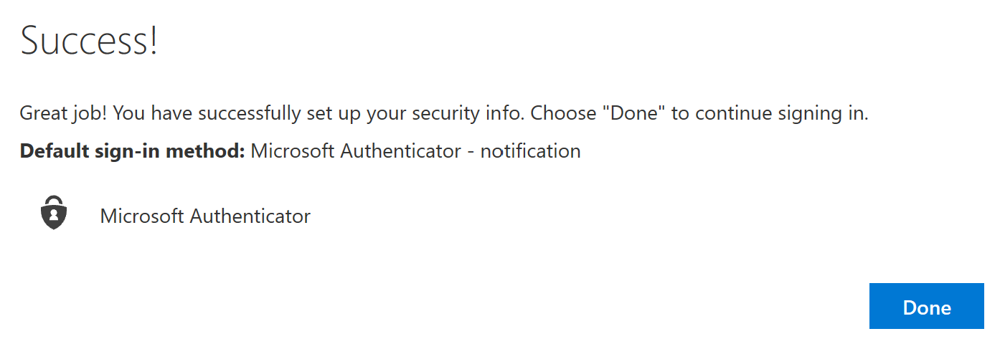 Success!
Great job! You have successfully set up your security info. Choose "Done" to continue signing in.
Default sign-in method: Microsoft Authenticator - notification
Microsoft Authenticator
Done